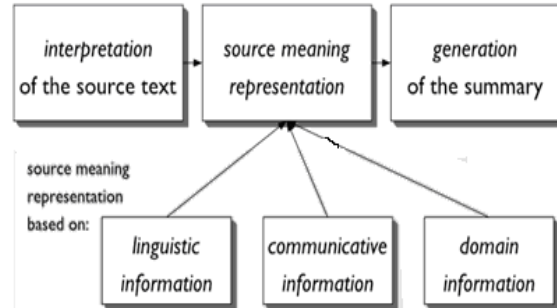 interpretation
of the source text
source meaning
representation
generation
of the summary
source meaning
representation
based on:
linguistic
information
communicative
information
domain
information